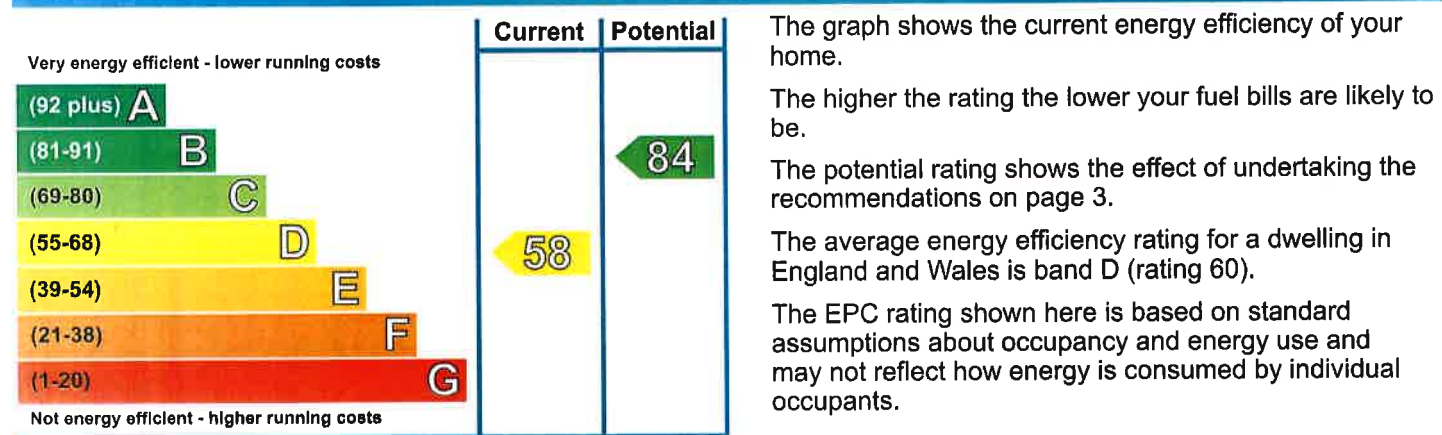 Current Potential
Very energy efficient - lower running costs
(92 plus) A
(81-91) B
84
(69-80) C
(55-68) D
58
(39-54) E
(21-38) F
(1-20) G
Not energy efficient - higher running costs
The graph shows the current energy efficiency of your
home.
The higher the rating the lower your fuel bills are likely to
be.
The potential rating shows the effect of undertaking the
recommendations on page 3.
The average energy efficiency rating for a dwelling in
England and Wales is band D (rating 60).
The EPC rating shown here is based on standard
assumptions about occupancy and energy use and
may not reflect how energy is consumed by individual
occupants.